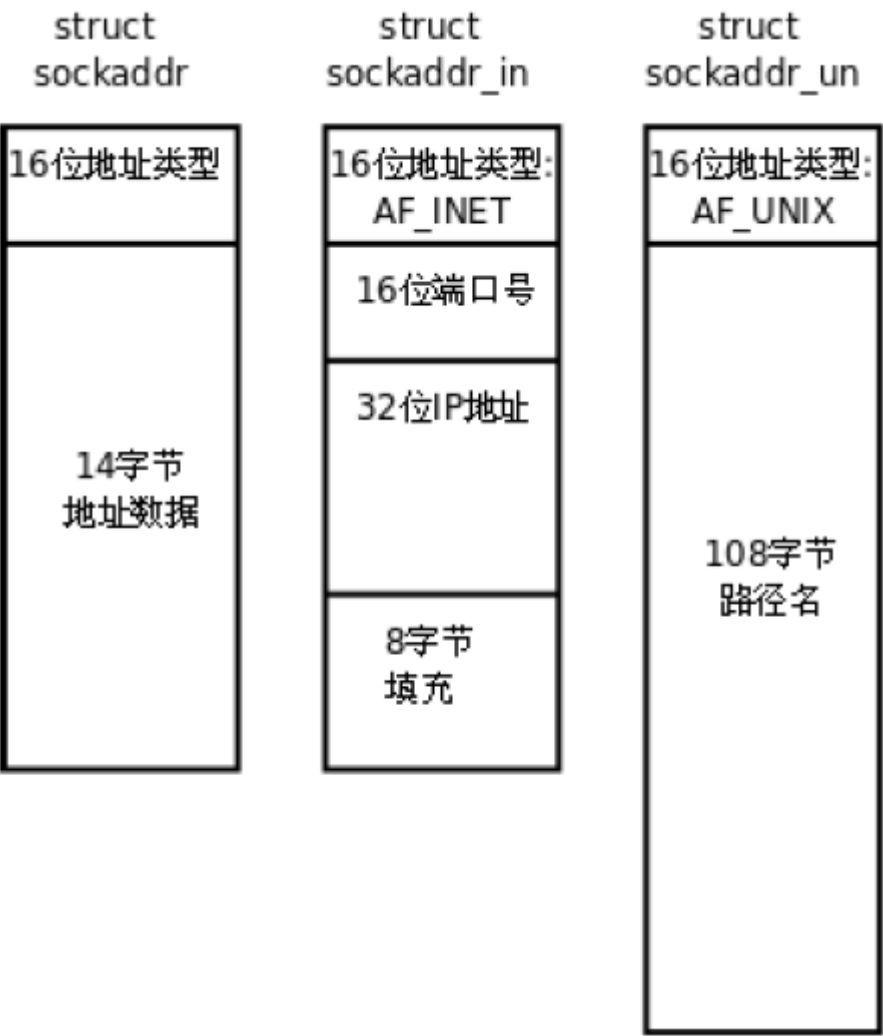 struct
sockaddr
16位地址类型
14字节
地址数据
struct
sockaddr_in
16位地址类型:
AF_INET
16位端口号
32位IP地址
8字节
填充
struct
sockaddr_un
16位地址类型:
AF_UNIX
108字节
路径名